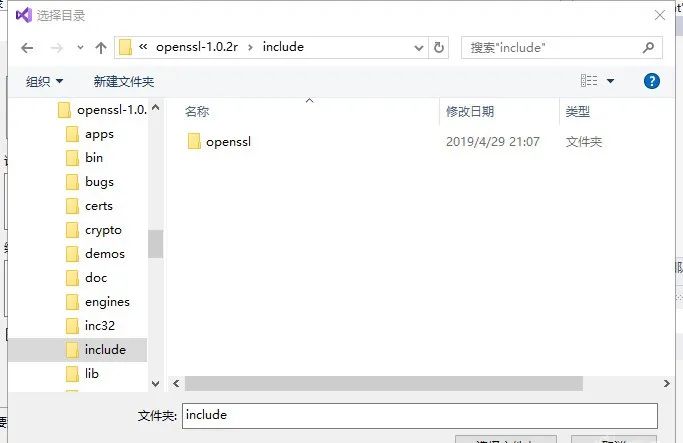 选择目录
« openssl-1.0.2r › include
搜索"include"
组织 新建文件夹
名称 修改日期 类型
openssl-1.0.
apps
openssl 2019/4/29 21:07 文件夹
bin
bugs
certs
crypto
demos
doc
engines
inc32
include
lib
文件夹: include